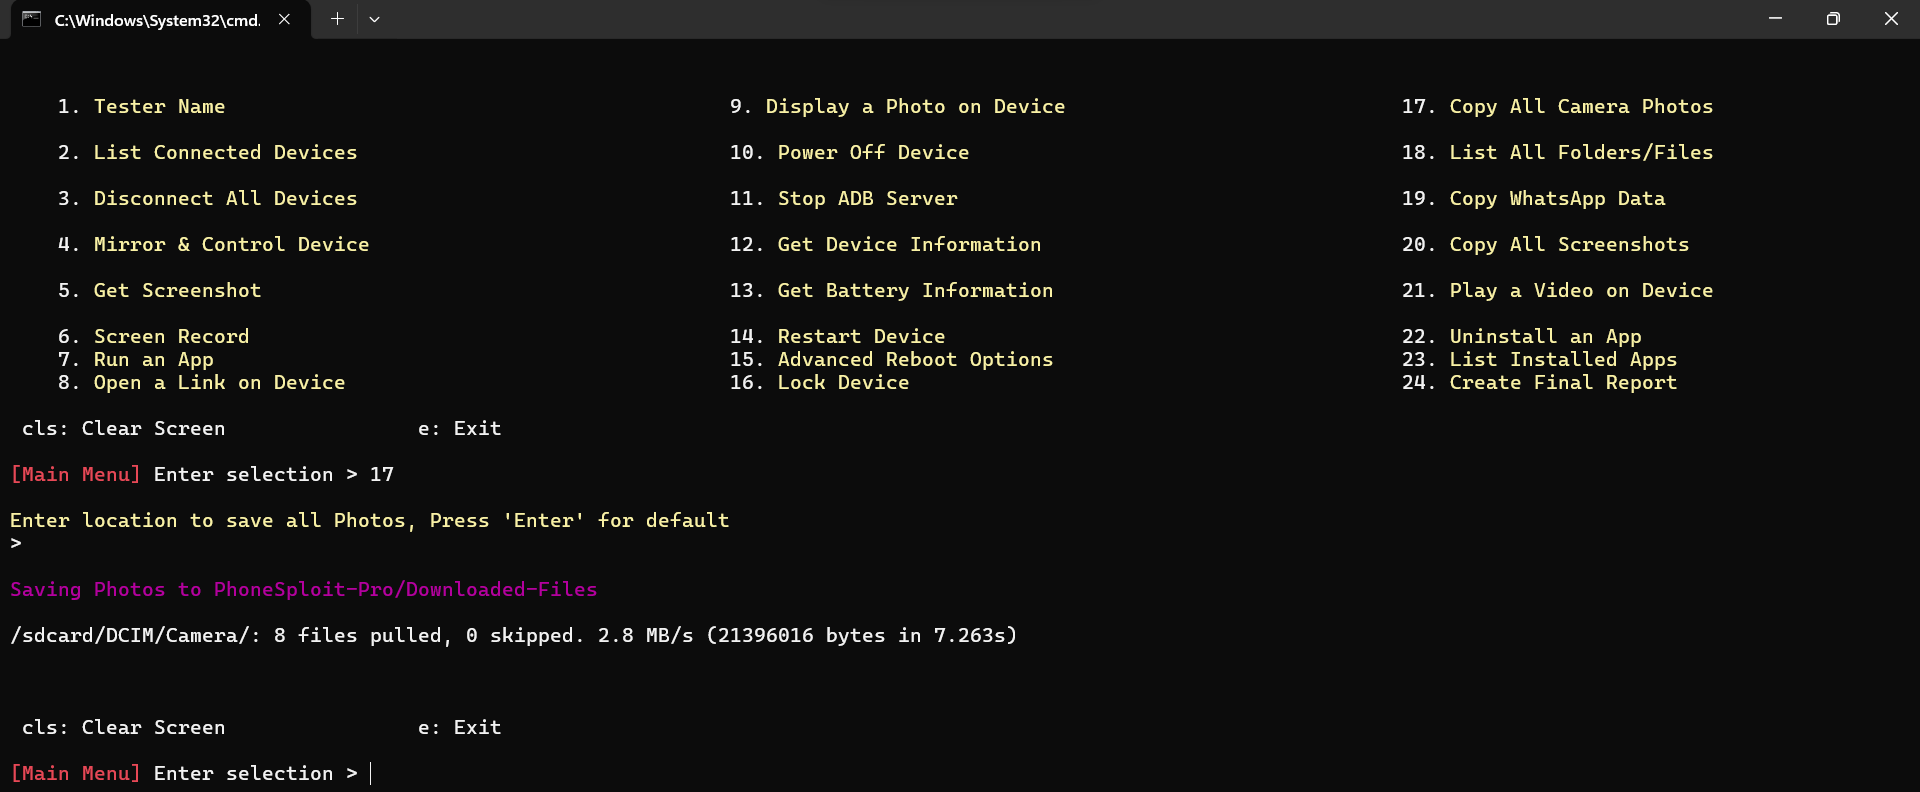 C:\Windows\System32\cmd.
1. Tester Name 9. Display a Photo on Device 17. Copy All Camera Photos
2. List Connected Devices 10. Power Off Device 18. List All Folders/Files
3. Disconnect All Devices 11. Stop ADB Server 19. Copy WhatsApp Data
4. Mirror & Control Device 12. Get Device Information 20. Copy All Screenshots
5. Get Screenshot 13. Get Battery Information 21. Play a Video on Device
6. Screen Record 14. Restart Device 22. Uninstall an App
7. Run an App 15. Advanced Reboot Options 23. List Installed Apps
8. Open a Link on Device 16. Lock Device 24. Create Final Report
cls: Clear Screen e: Exit
[Main Menu] Enter selection > 17
Enter location to save all Photos, Press 'Enter' for default
>
Saving Photos to PhoneSploit-Pro/Downloaded-Files
/sdcard/DCIM/Camera/: 8 files pulled, 0 skipped. 2.8 MB/s (21396016 bytes in 7.263s)
cls: Clear Screen e: Exit
[Main Menu] Enter selection >